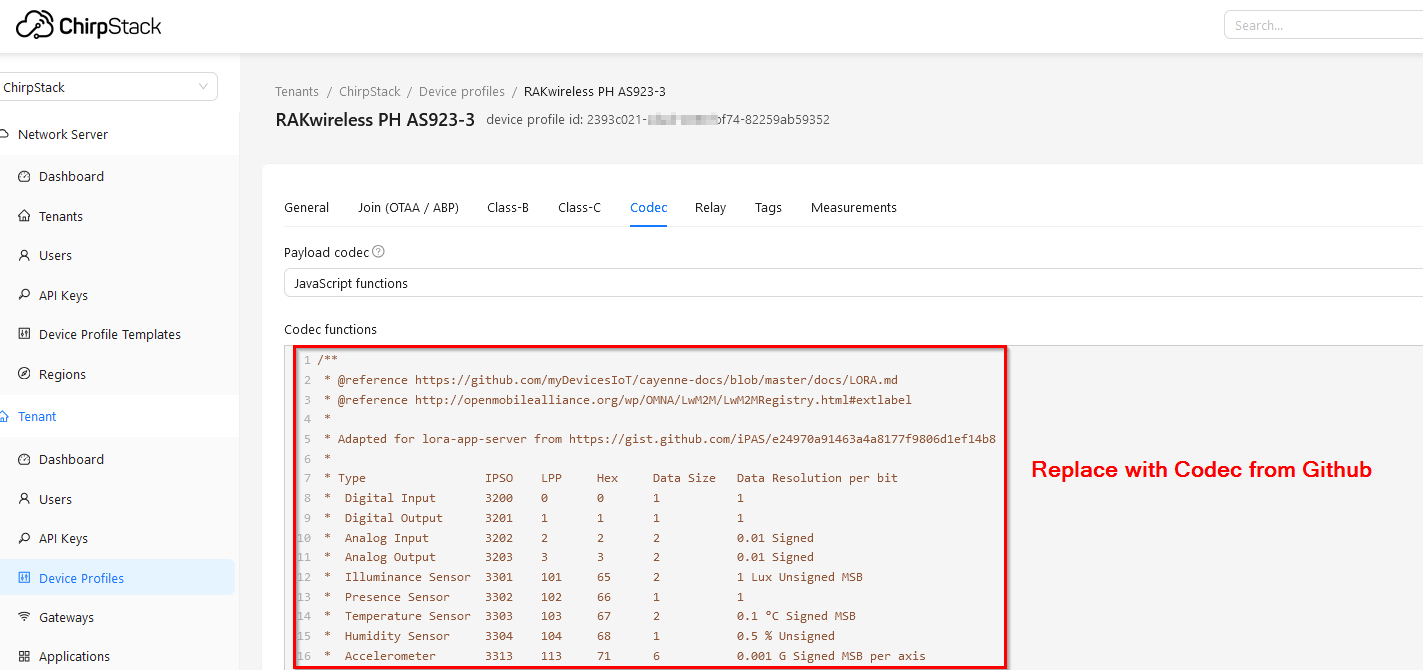 ChirpStack
Search...
ChirpStack
Tenants / ChirpStack / Device profiles / RAKwireless PH AS923-3
RAKwireless PH AS923-3 device profile id: 2393c021- bf74-82259ab59352
Network Server
Dashboard
Tenants
Users
API Keys
Device Profile Templates
Regions
Tenant
Dashboard
Users
API Keys
Device Profiles
Gateways
Applications
General Join (OTAA / ABP) Class-B Class-C Codec Relay Tags Measurements
Payload codec
JavaScript functions
Codec functions
1 /**
2 * @reference https://github.com/myDevicesIoT/cayenne-docs/blob/master/docs/LORA.md
3 * @reference http://openmobilealliance.org/wp/OMNA/LwM2M/LwM2MRegistry.html#extlabel
4 *
5 * Adapted for lora-app-server from https://gist.github.com/iPAS/e24970a91463a4a8177f9806d1ef14b8
6 *
7 * Type IPSO LPP Hex Data Size Data Resolution per bit
8 * Digital Input 3200 0 0 1 1
9 * Digital Output 3201 1 1 1 1
10 * Analog Input 3202 2 2 2 0.01 Signed
11 * Analog Output 3203 3 3 2 0.01 Signed
12 * Illuminance Sensor 3301 101 65 2 1 Lux Unsigned MSB
13 * Presence Sensor 3302 102 66 1 1
14 * Temperature Sensor 3303 103 67 2 0.1 °C Signed MSB
15 * Humidity Sensor 3304 104 68 1 0.5 % Unsigned
16 * Accelerometer 3313 113 71 6 0.001 G Signed MSB per axis
Replace with Codec from Github